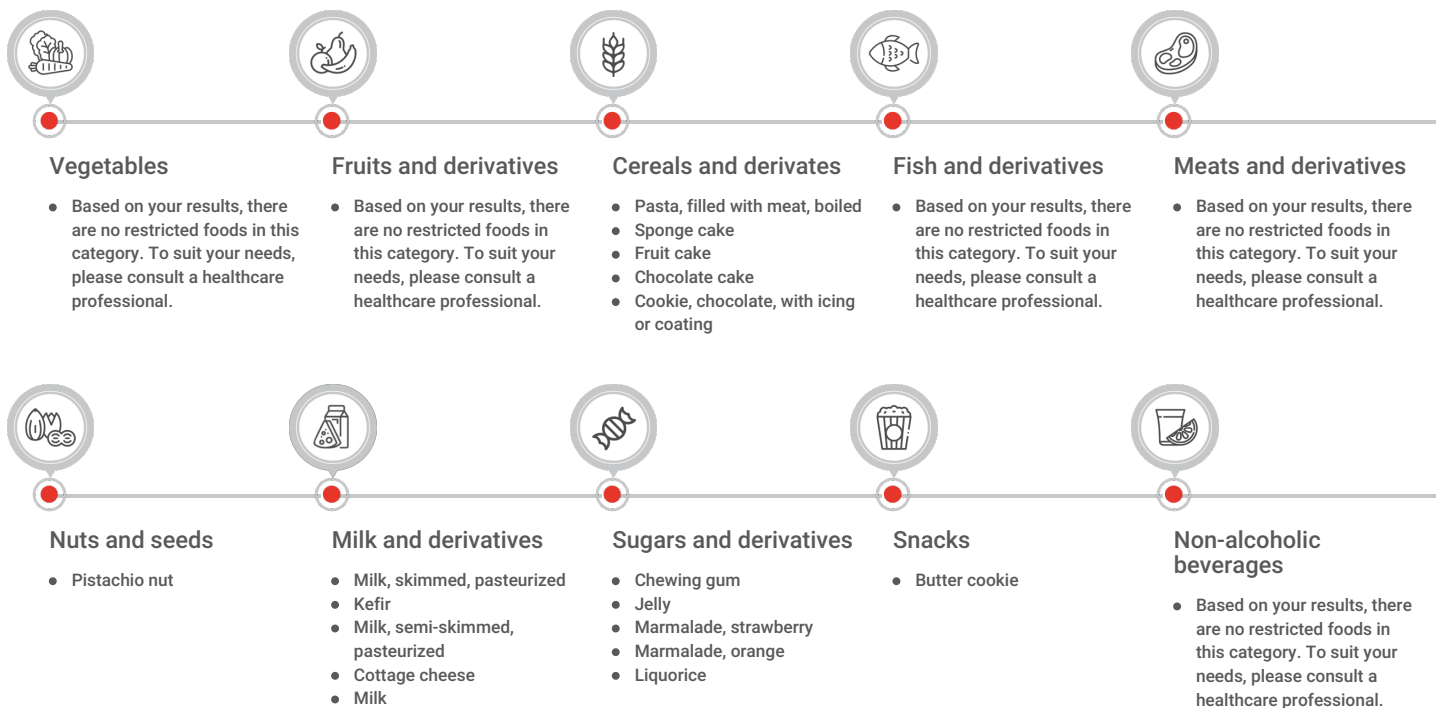 Vegetables
• Based on your results, there
are no restricted foods in this
category. To suit your needs,
please consult a healthcare
professional.
Fruits and derivatives
• Based on your results, there
are no restricted foods in
this category. To suit your
needs, please consult a
healthcare professional.
Cereals and derivates
• Pasta, filled with meat, boiled
• Sponge cake
• Fruit cake
• Chocolate cake
• Cookie, chocolate, with icing
or coating
Fish and derivatives
• Based on your results, there
are no restricted foods in
this category. To suit your
needs, please consult a
healthcare professional.
Meats and derivatives
• Based on your results, there
are no restricted foods in
this category. To suit your
needs, please consult a
healthcare professional.
Nuts and seeds
• Pistachio nut
Milk and derivatives
• Milk, skimmed, pasteurized
• Kefir
• Milk, semi-skimmed,
pasteurized
• Cottage cheese
• Milk
Sugars and derivatives
• Chewing gum
• Jelly
• Marmalade, strawberry
• Marmalade, orange
• Liquorice
Snacks
• Butter cookie
Non-alcoholic
beverages
• Based on your results, there
are no restricted foods in
this category. To suit your
needs, please consult a
healthcare professional.